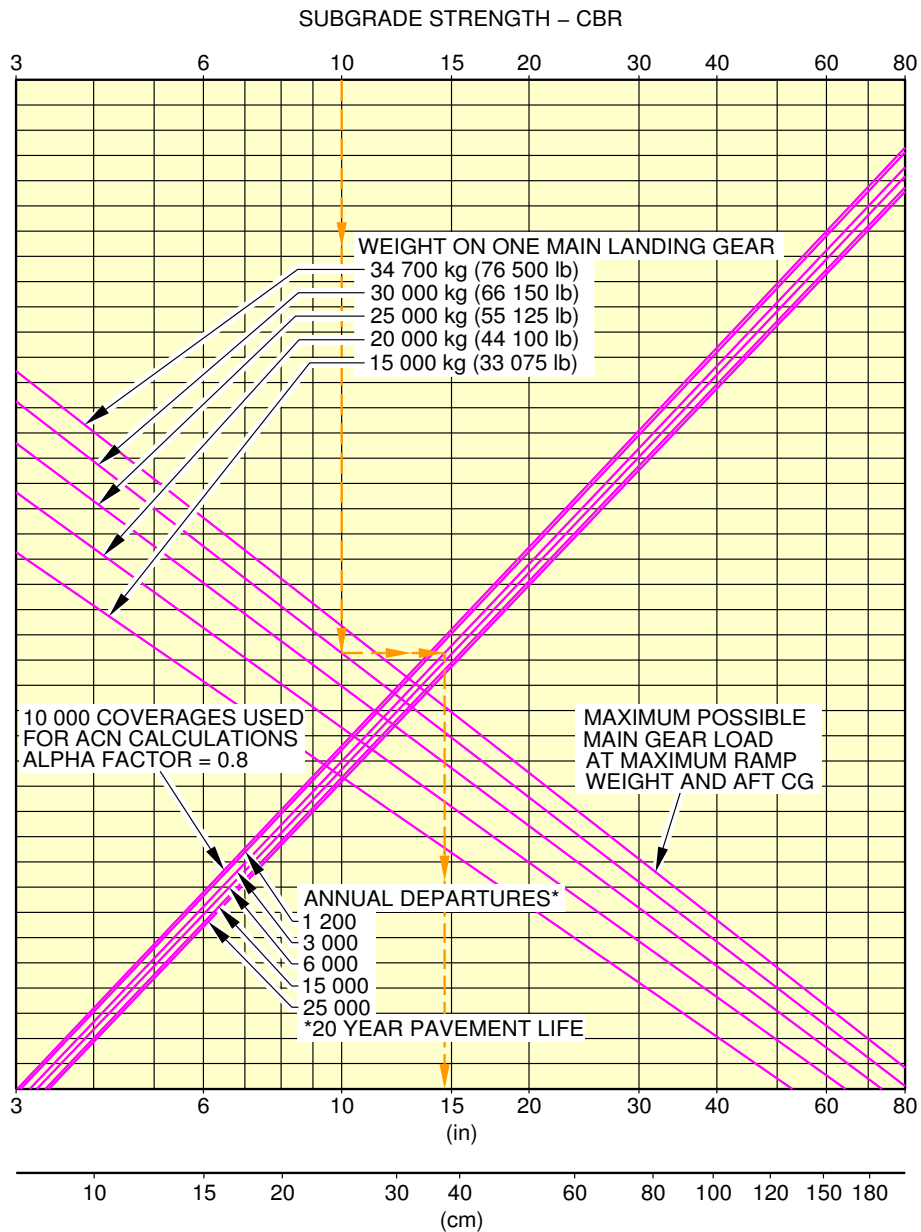 SUBGRADE STRENGTH – CBR
3 6 10 15 20 30 40 60 80
WEIGHT ON ONE MAIN LANDING GEAR
34 700 kg (76 500 lb)
30 000 kg (66 150 lb)
25 000 kg (55 125 lb)
20 000 kg (44 100 lb)
15 000 kg (33 075 lb)
10 000 COVERAGES USED
FOR ACN CALCULATIONS
ALPHA FACTOR = 0.8
MAXIMUM POSSIBLE
MAIN GEAR LOAD
AT MAXIMUM RAMP
WEIGHT AND AFT CG
ANNUAL DEPARTURES*
1 200
3 000
6 000
15 000
25 000
*20 YEAR PAVEMENT LIFE
3 6 10 15 20 30 40 60 80
(in)
10 15 20 30 40 60 80 100 120 150 180
(cm)